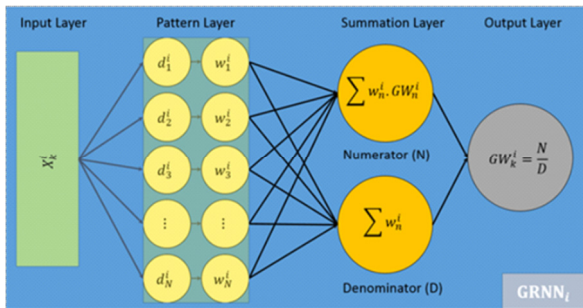 Input Layer
Pattern Layer
Summation Layer
Output Layer
X_k^i
d_1^i → w_1^i
d_2^i → w_2^i
d_3^i → w_3^i
⋮ → ⋮
d_N^i → w_N^i
∑ w_n^i . GW_n^i
Numerator (N)
∑ w_n^i
Denominator (D)
GW_k^i = N/D
GRNN_i